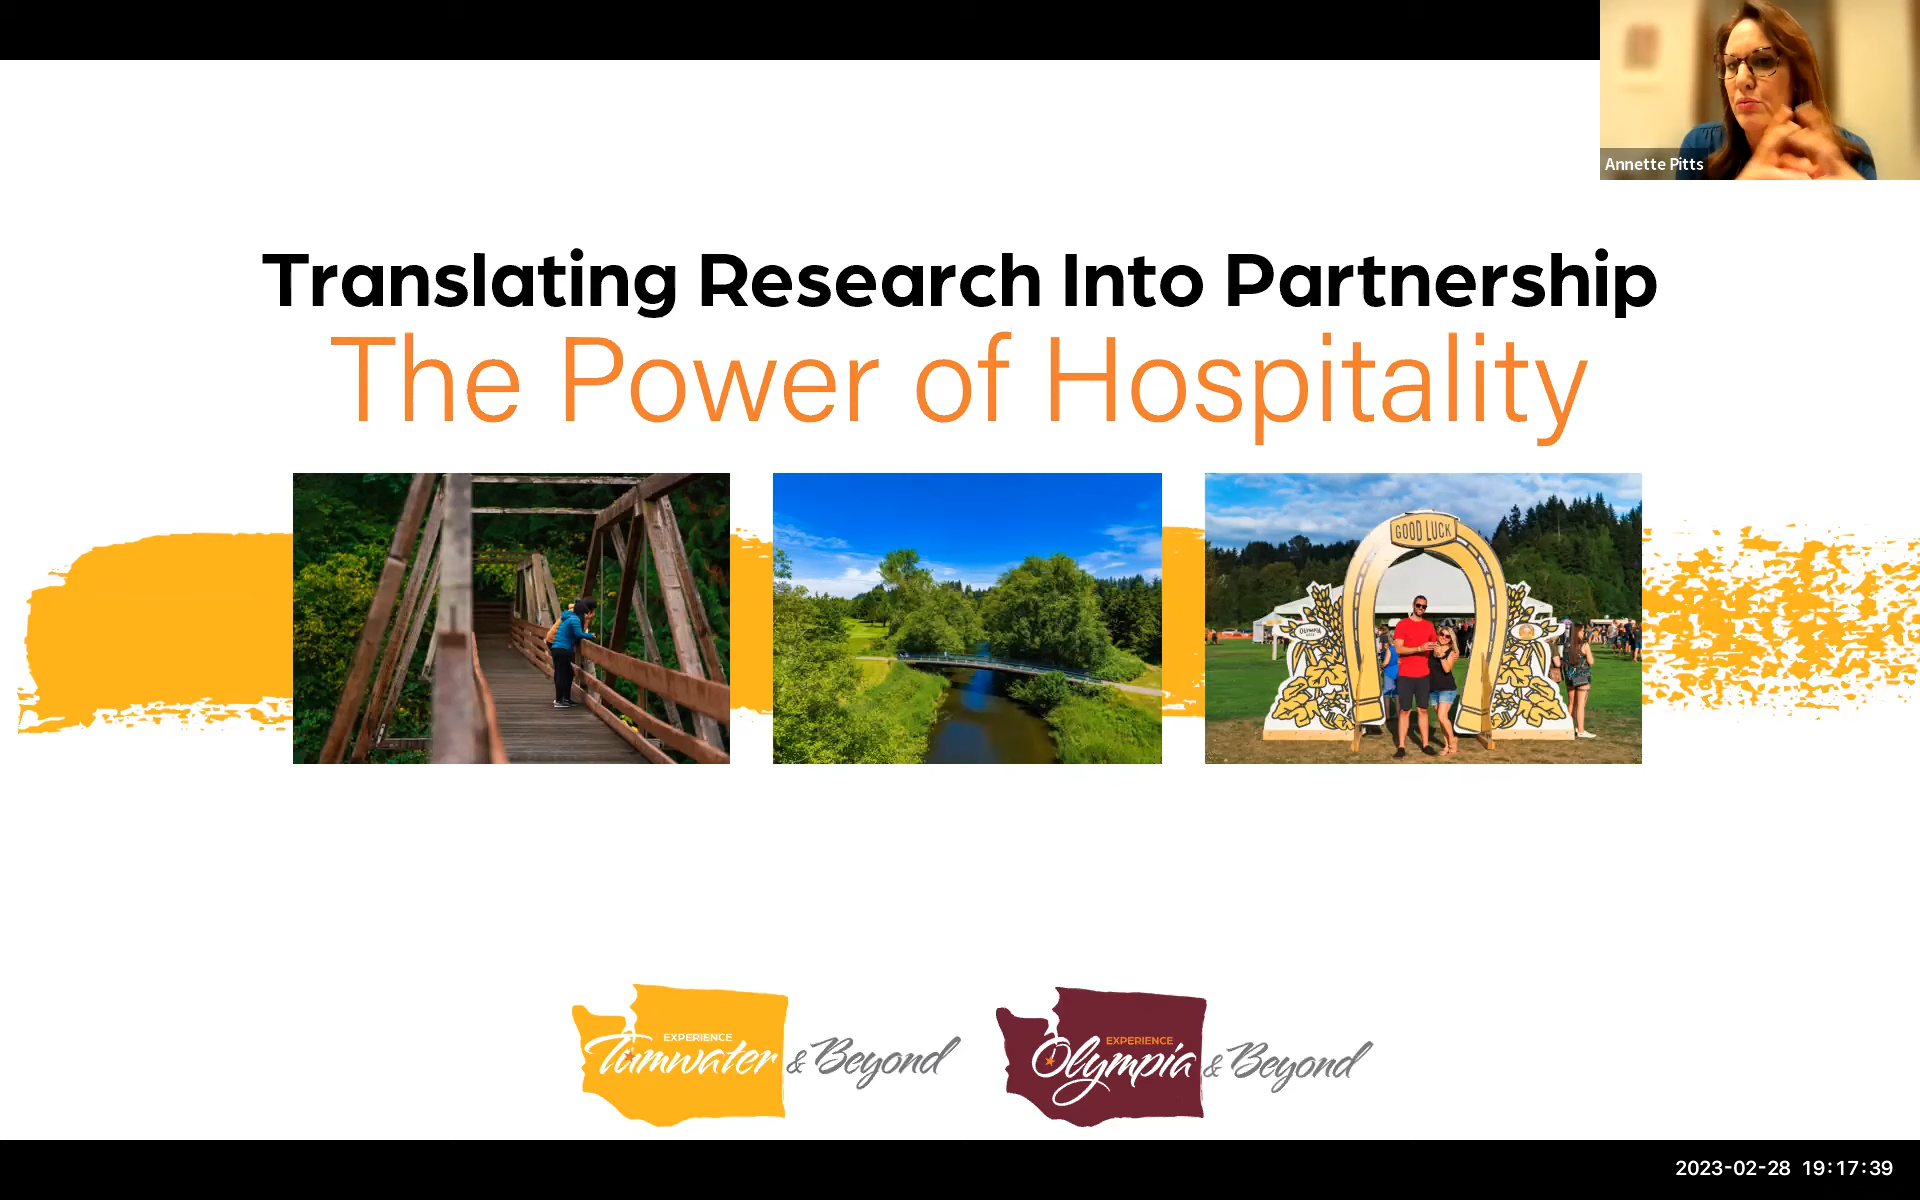 Annette Pitts
Translating Research Into Partnership
The Power of Hospitality
GOOD LUCK
OLYMPIA
EXPERIENCE
Tumwater & Beyond
EXPERIENCE
Olympia & Beyond
2023-02-28 19:17:39